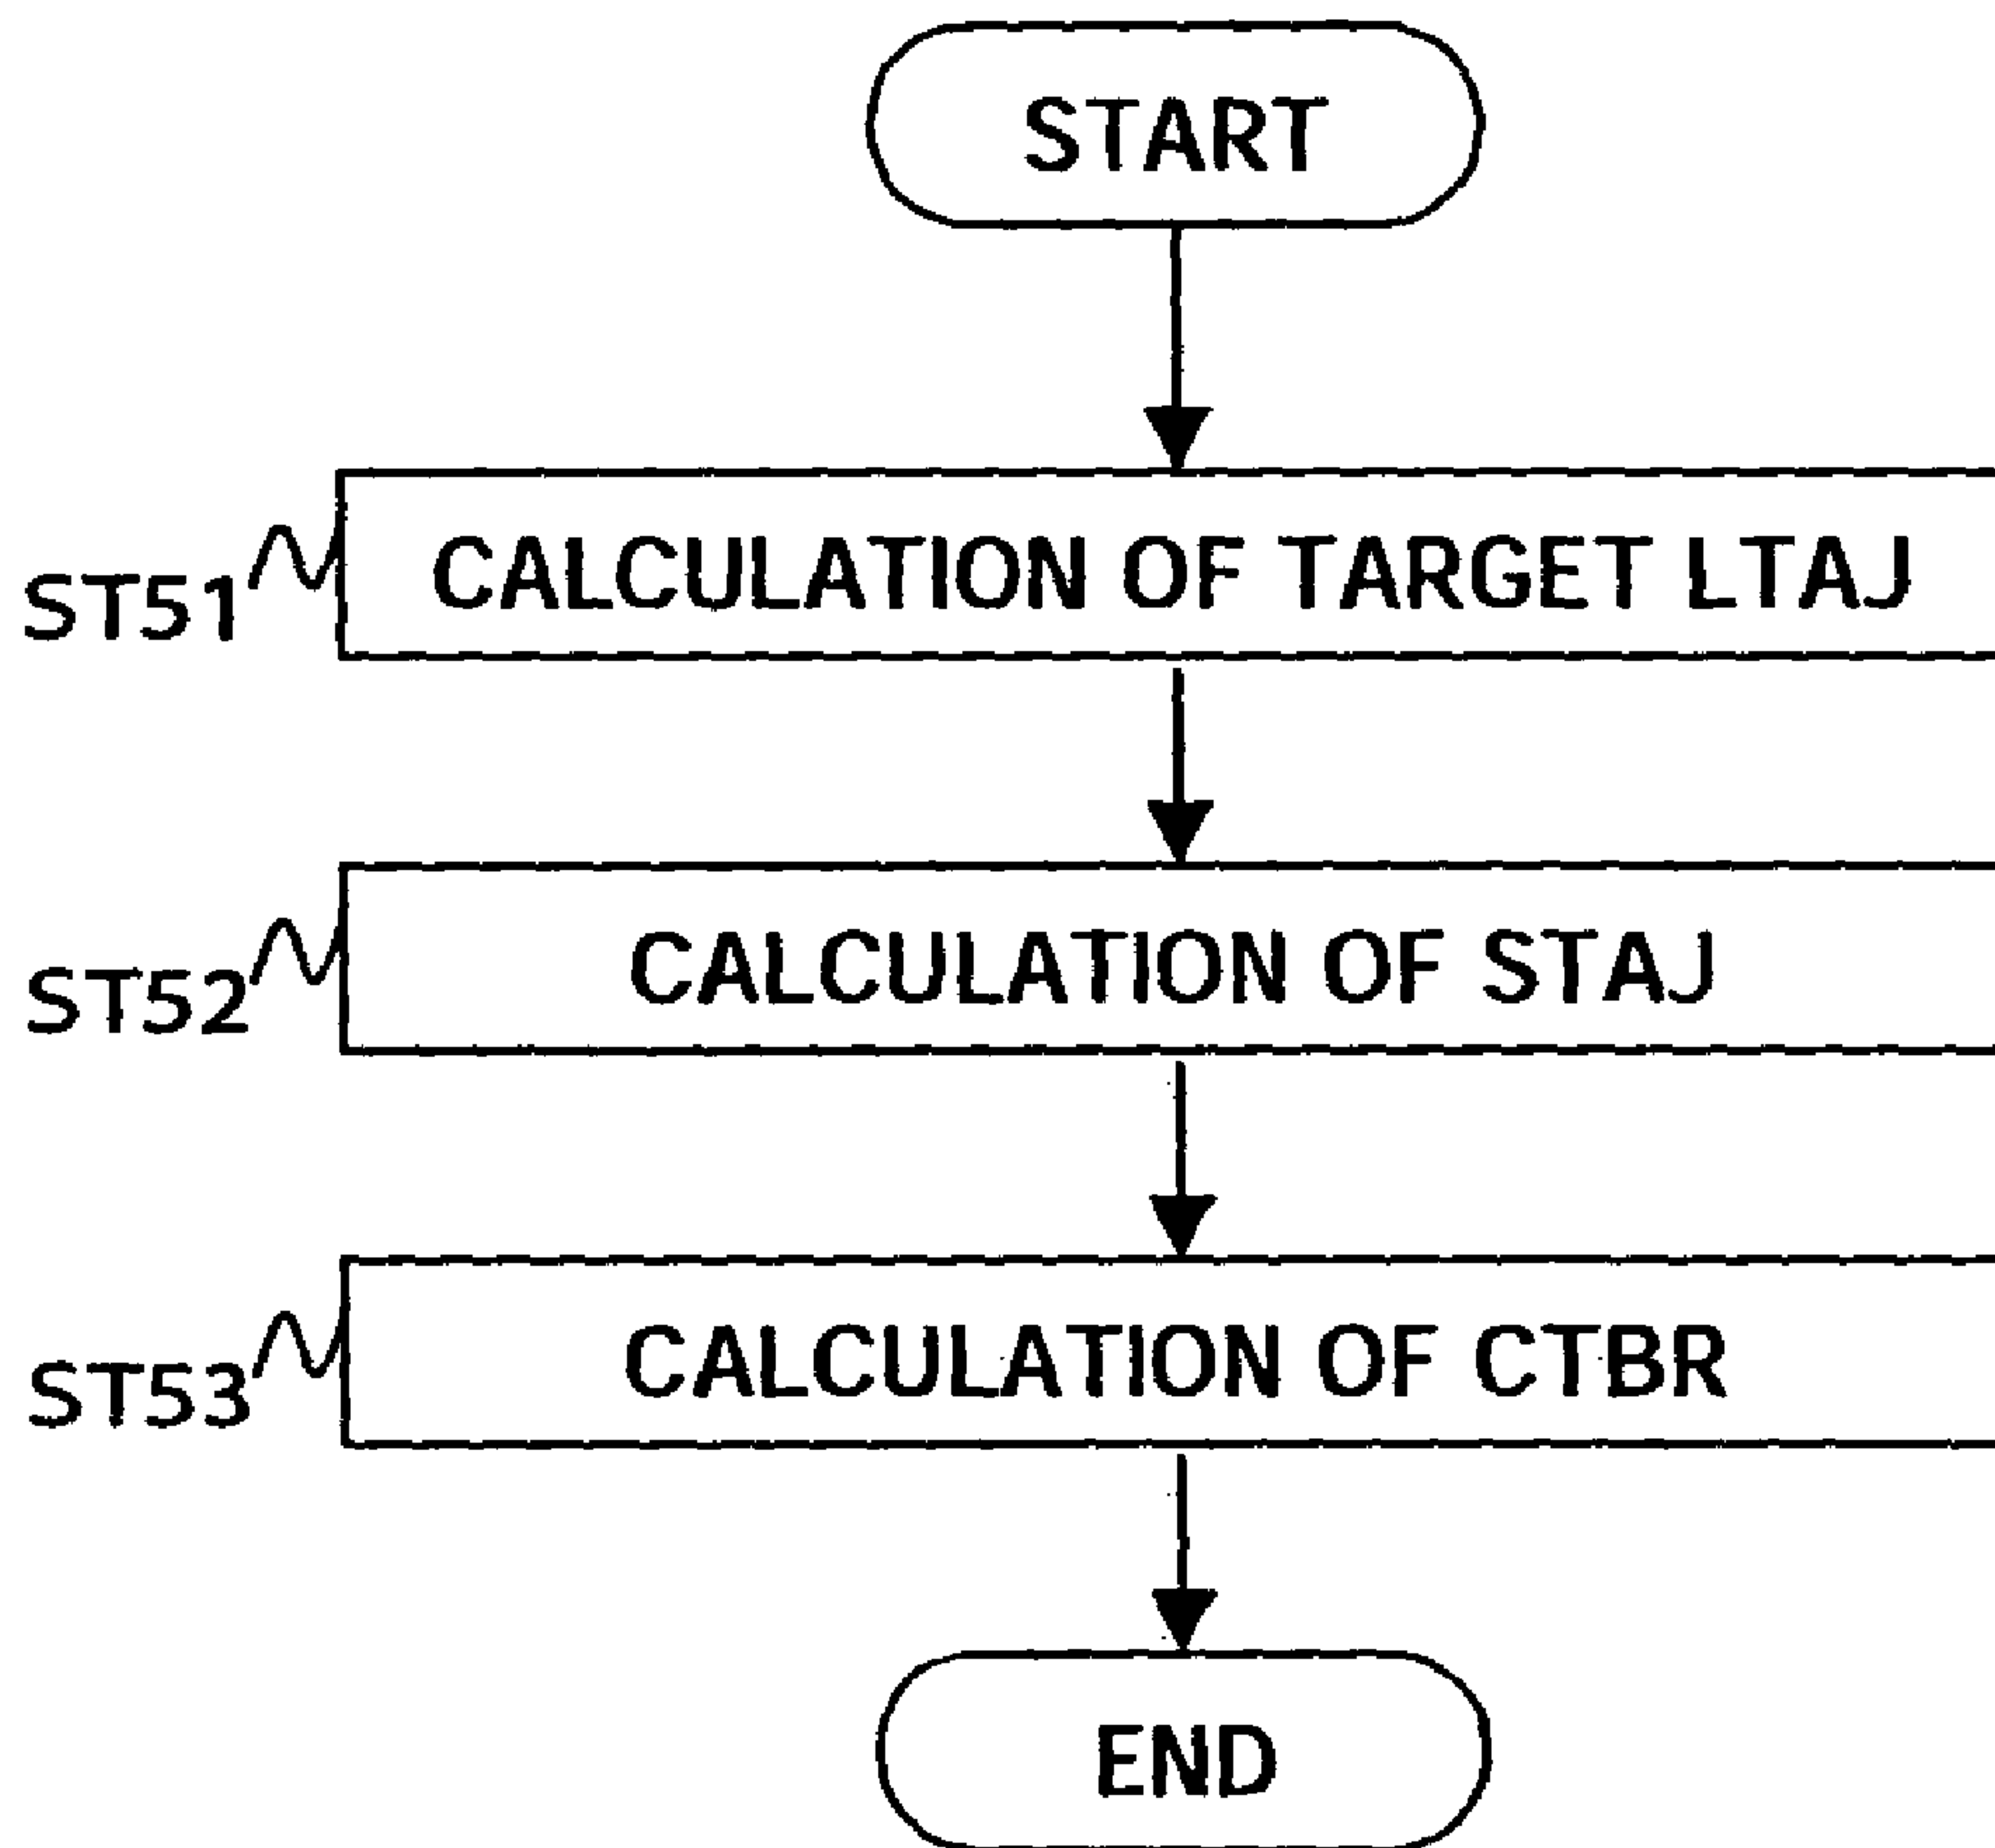 START
ST51 CALCULATION OF TARGET LTAJ
ST52 CALCULATION OF STAJ
ST53 CALCULATION OF CTBR
END